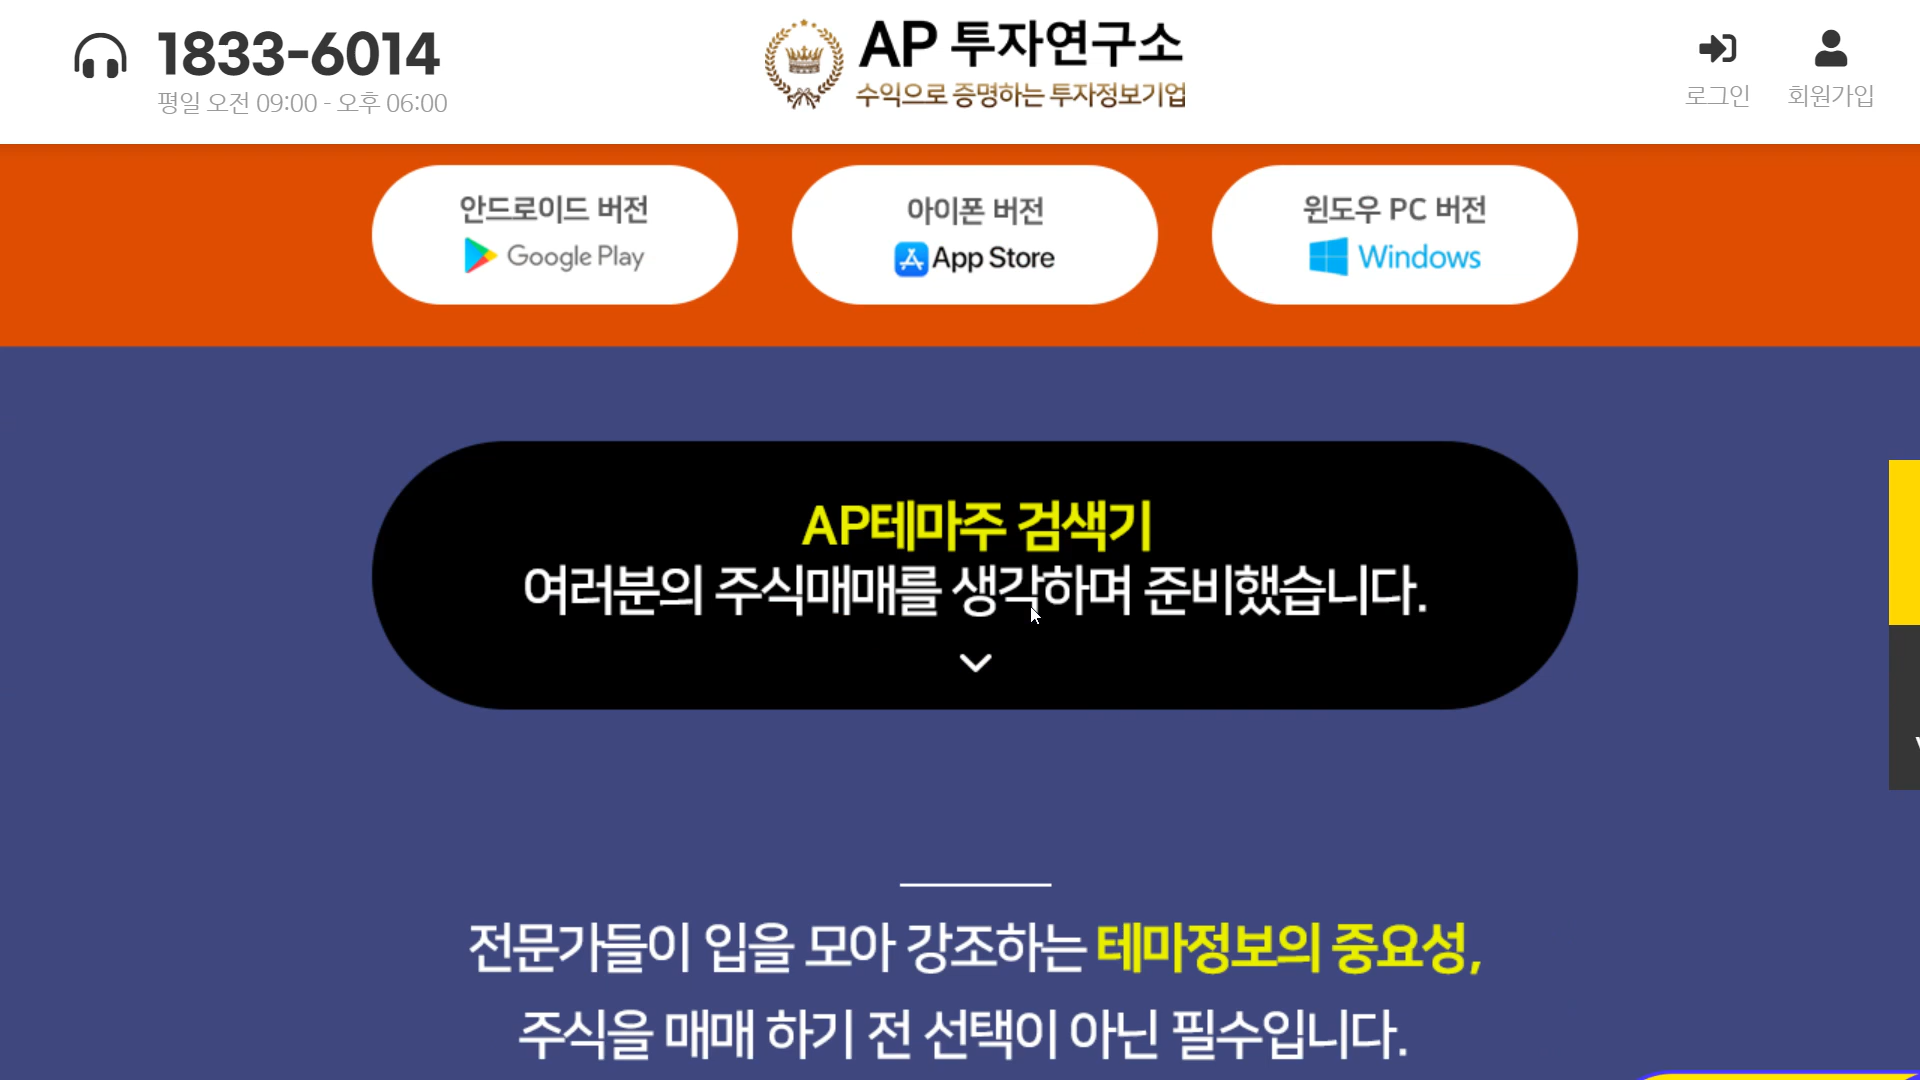 1833-6014
평일 오전 09:00 - 오후 06:00
AP 투자연구소
수익으로 증명하는 투자정보기업
로그인
회원가입
안드로이드 버전
Google Play
아이폰 버전
App Store
윈도우 PC 버전
Windows
AP테마주 검색기
여러분의 주식매매를 생각하며 준비했습니다.
전문가들이 입을 모아 강조하는 테마정보의 중요성,
주식을 매매 하기 전 선택이 아닌 필수입니다.